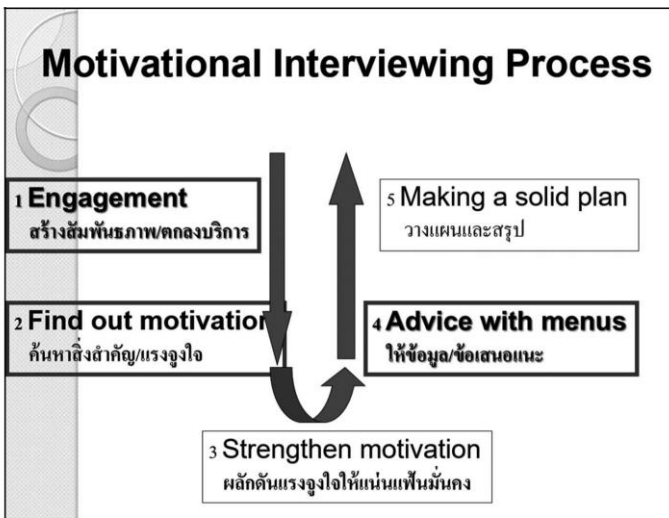 Motivational Interviewing Process
1 Engagement
สร้างสัมพันธภาพ/ตกลงบริการ
2 Find out motivation
ค้นหาสิ่งสำคัญ/แรงจูงใจ
3 Strengthen motivation
ผลักดันแรงจูงใจให้แน่นแฟ้นมั่นคง
4 Advice with menus
ให้ข้อมูล/ข้อเสนอแนะ
5 Making a solid plan
วางแผนและสรุป